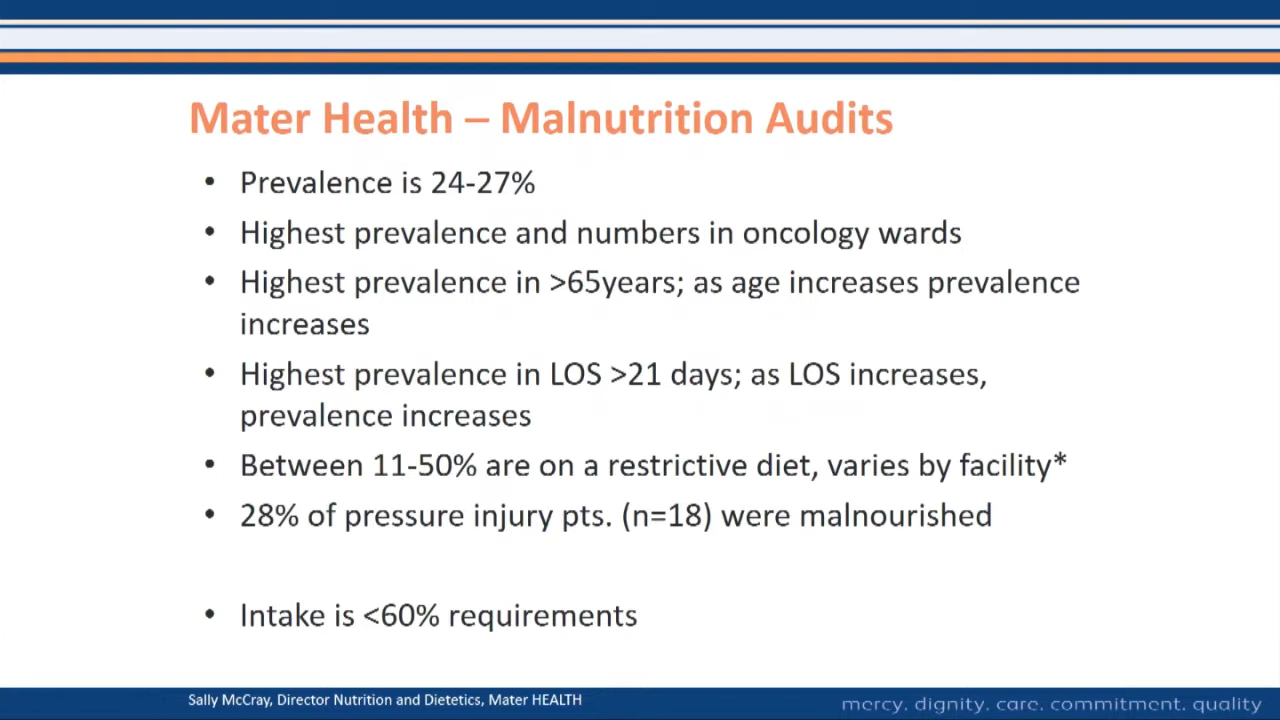 Mater Health – Malnutrition Audits
• Prevalence is 24-27%
• Highest prevalence and numbers in oncology wards
• Highest prevalence in >65years; as age increases prevalence
increases
• Highest prevalence in LOS >21 days; as LOS increases,
prevalence increases
• Between 11-50% are on a restrictive diet, varies by facility*
• 28% of pressure injury pts. (n=18) were malnourished
• Intake is <60% requirements
Sally McCray, Director Nutrition and Dietetics, Mater HEALTH
mercy. dignity. care. commitment. quality